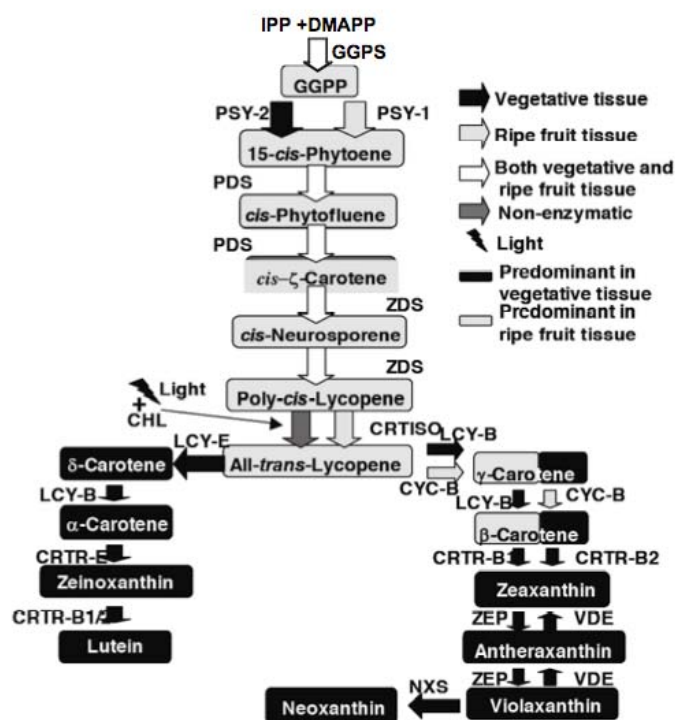 IPP +DMAPP
GGPS
GGPP
PSY-2
PSY-1
15-cis-Phytoene
PDS
cis-Phytofluene
PDS
cis-ζ-Carotene
ZDS
cis-Neurosporene
ZDS
Poly-cis-Lycopene
Light
+
CHL
CRTISO
LCY-E
All-trans-Lycopene
LCY-B
CYC-B
δ-Carotene
LCY-B
α-Carotene
CRTR-E
Zeinoxanthin
CRTR-B1/2
Lutein
γ-Carotene
LCY-B
CYC-B
β-Carotene
CRTR-B1
CRTR-B2
Zeaxanthin
ZEP
VDE
Antheraxanthin
ZEP
VDE
Violaxanthin
NXS
Neoxanthin
Vegetative tissue
Ripe fruit tissue
Both vegetative and
ripe fruit tissue
Non-enzymatic
Light
Predominant in
vegetative tissue
Predominant in
ripe fruit tissue